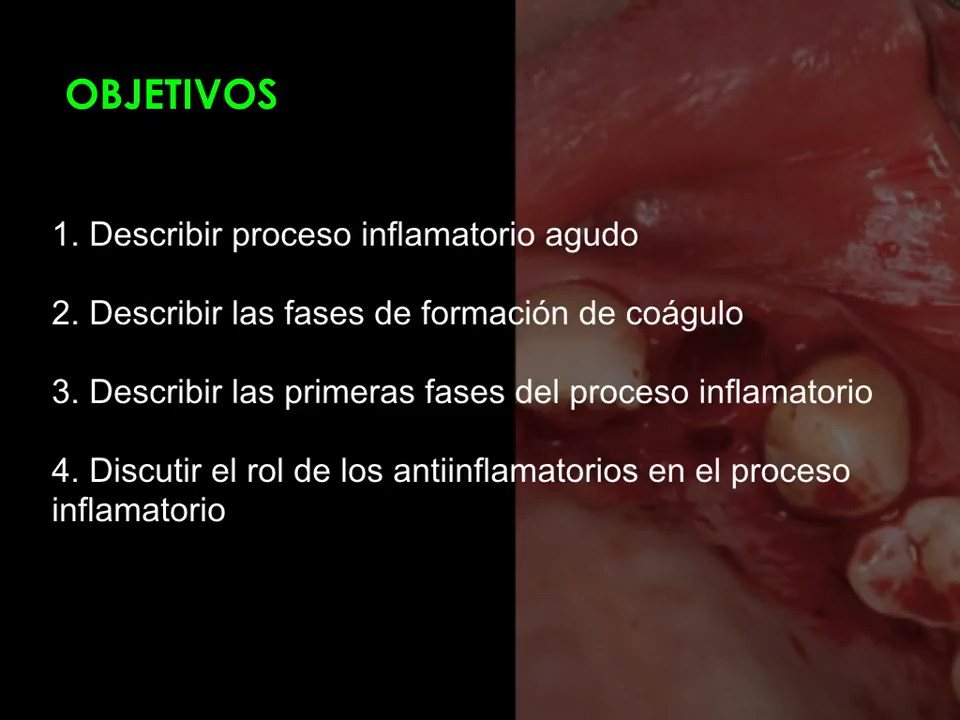 OBJETIVOS
1. Describir proceso inflamatorio agudo
2. Describir las fases de formación de coágulo
3. Describir las primeras fases del proceso inflamatorio
4. Discutir el rol de los antiinflamatorios en el proceso
inflamatorio